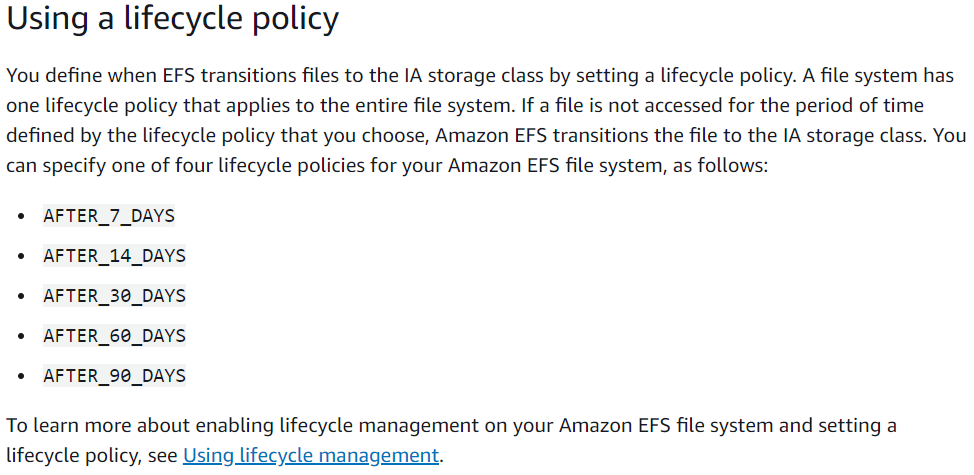 Using a lifecycle policy
You define when EFS transitions files to the IA storage class by setting a lifecycle policy. A file system has
one lifecycle policy that applies to the entire file system. If a file is not accessed for the period of time
defined by the lifecycle policy that you choose, Amazon EFS transitions the file to the IA storage class. You
can specify one of four lifecycle policies for your Amazon EFS file system, as follows:
• AFTER_7_DAYS
• AFTER_14_DAYS
• AFTER_30_DAYS
• AFTER_60_DAYS
• AFTER_90_DAYS
To learn more about enabling lifecycle management on your Amazon EFS file system and setting a
lifecycle policy, see Using lifecycle management.